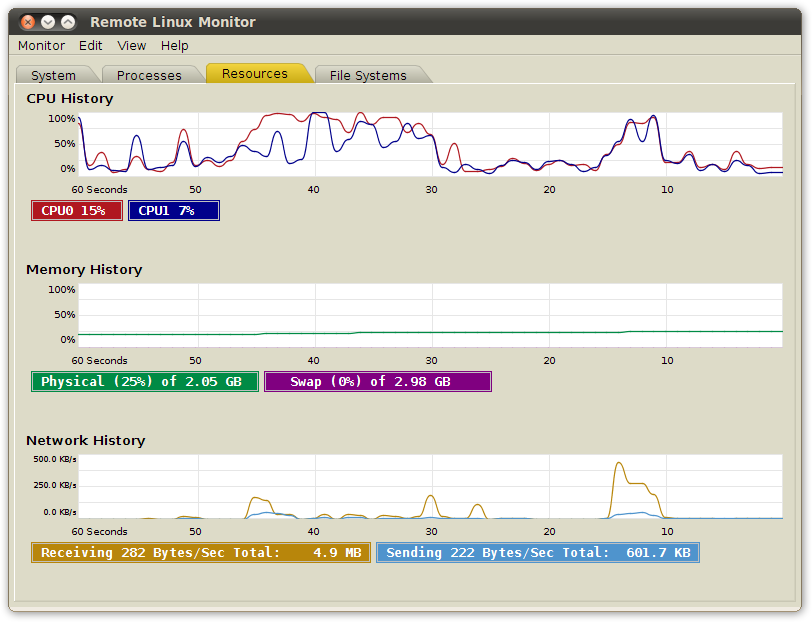 Remote Linux Monitor
Monitor Edit View Help
System Processes Resources File Systems
CPU History
100%
50%
0%
60 Seconds 50 40 30 20 10
CPU0 15% CPU1 7%
Memory History
100%
50%
0%
60 Seconds 50 40 30 20 10
Physical (25%) of 2.05 GB Swap (0%) of 2.98 GB
Network History
500.0 KB/s
250.0 KB/s
0.0 KB/s
60 Seconds 50 40 30 20 10
Receiving 282 Bytes/Sec Total: 4.9 MB Sending 222 Bytes/Sec Total: 601.7 KB